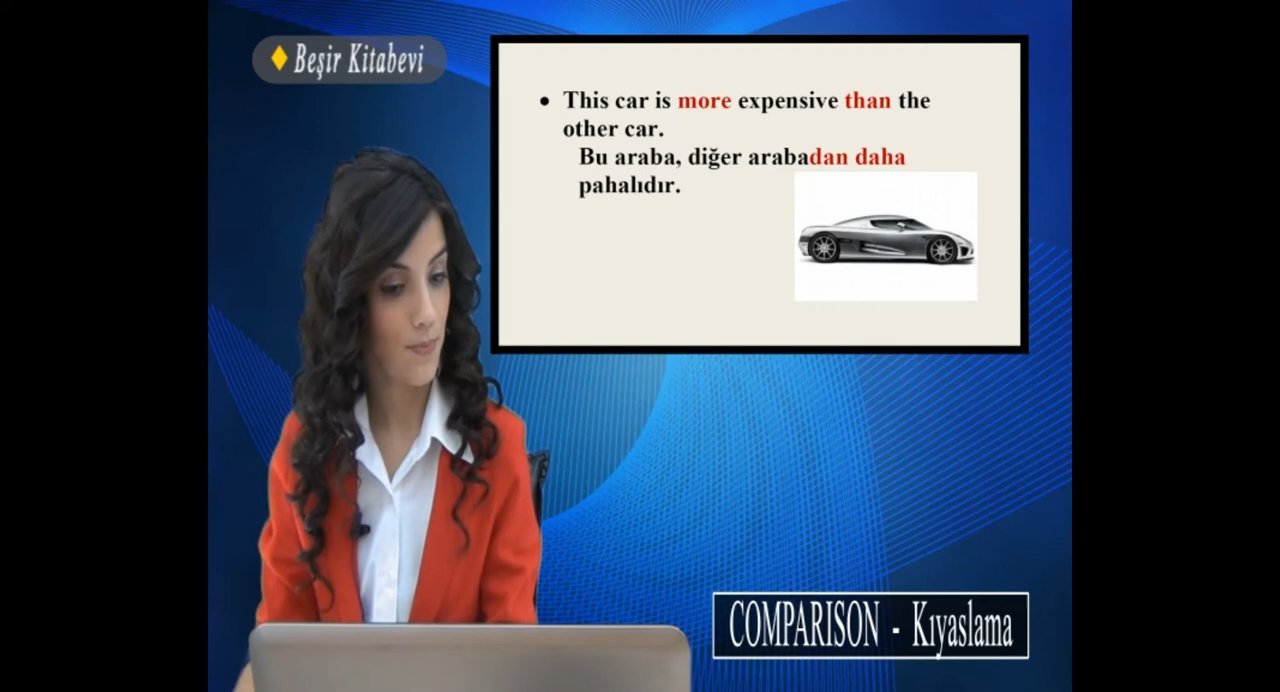 Beşir Kitabevi
• This car is more expensive than the
other car.
Bu araba, diğer arabadan daha
pahalıdır.
COMPARISON - Kıyaslama